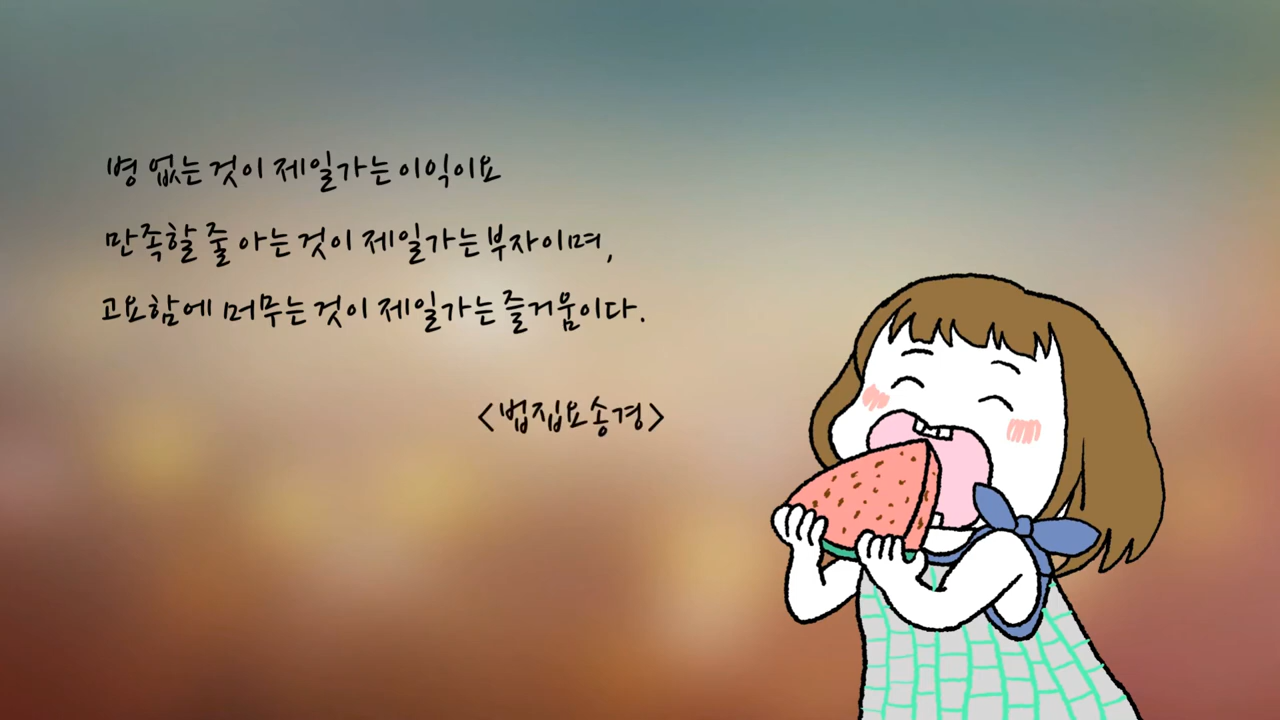 병 없는 것이 제일가는 이익이요
만족할 줄 아는 것이 제일가는 부자이며,
고요함에 머무는 것이 제일가는 즐거움이다.
<법집요송경>